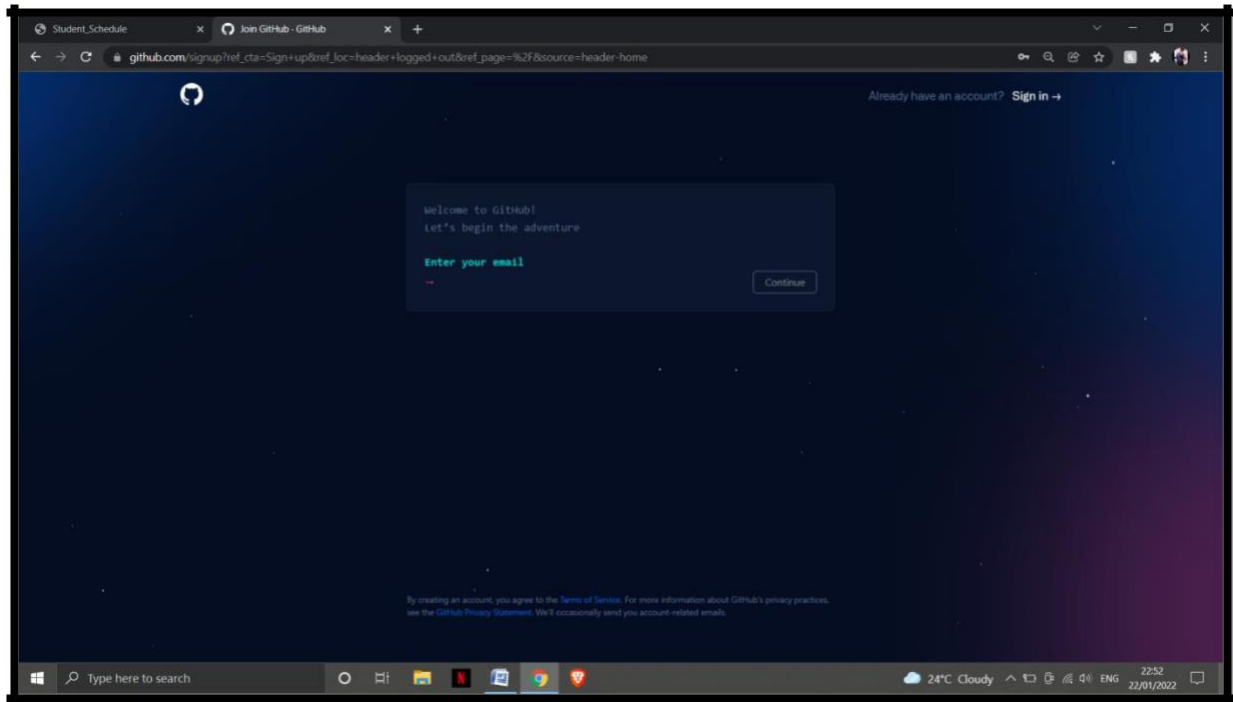 Student_Schedule
Join GitHub · GitHub
github.com/signup?ref_cta=Sign+up&ref_loc=header+logged+out&ref_page=%2F&source=header-home
Already have an account? Sign in →
Welcome to GitHub!
Let's begin the adventure
Enter your email
→
Continue
By creating an account, you agree to the Terms of Service. For more information about GitHub's privacy practices,
see the GitHub Privacy Statement. We'll occasionally send you account-related emails.
Type here to search
24°C Cloudy
ENG
22:52
22/01/2022